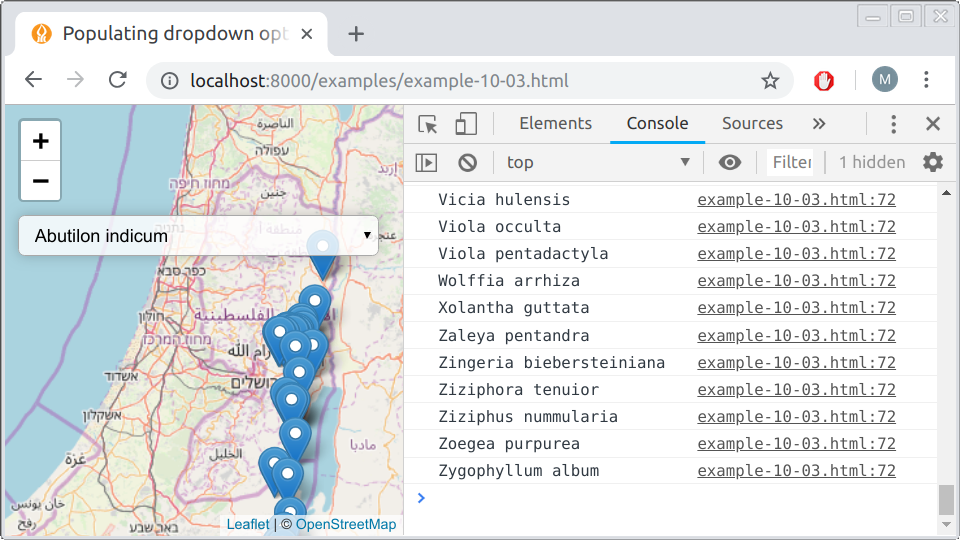 Populating dropdown opt
localhost:8000/examples/example-10-03.html
M
Elements Console Sources
top Filter 1 hidden
+
−
Abutilon indicum
Vicia hulensis example-10-03.html:72
Viola occulta example-10-03.html:72
Viola pentadactyla example-10-03.html:72
Wolffia arrhiza example-10-03.html:72
Xolantha guttata example-10-03.html:72
Zaleya pentandra example-10-03.html:72
Zingeria biebersteiniana example-10-03.html:72
Ziziphora tenuior example-10-03.html:72
Ziziphus nummularia example-10-03.html:72
Zoegea purpurea example-10-03.html:72
Zygophyllum album example-10-03.html:72
الناصرة
עפולה
إربد
מחוז חיפה
جنين
כפר סבא
חולון
מחוז המרכז
رام الله
ירושלים
אשדוד
אשקלון
مادبا
الخليل
غزة
خان يونس
رفح
באר שבע
Leaflet | © OpenStreetMap